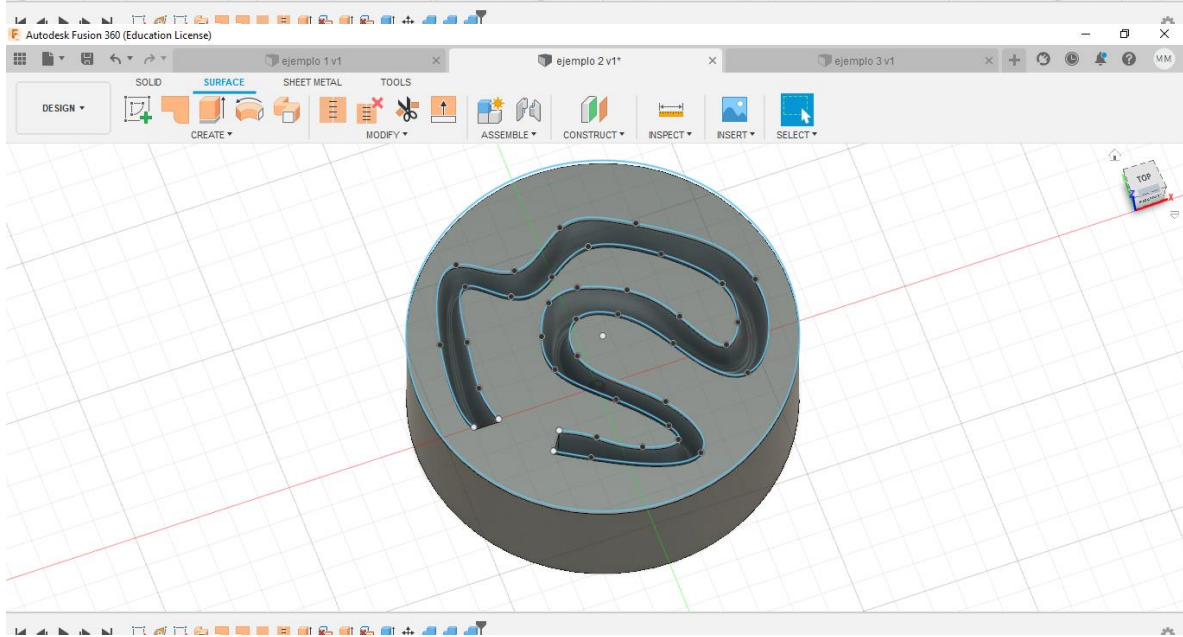 Autodesk Fusion 360 (Education License)
ejemplo 1 v1
ejemplo 2 v1*
ejemplo 3 v1
MM
SOLID SURFACE SHEET METAL TOOLS
DESIGN
CREATE MODIFY ASSEMBLE CONSTRUCT INSPECT INSERT SELECT
TOP
X